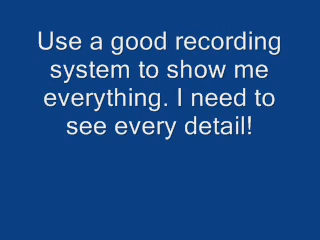 Use a good recording
system to show me
everything. I need to
see every detail!